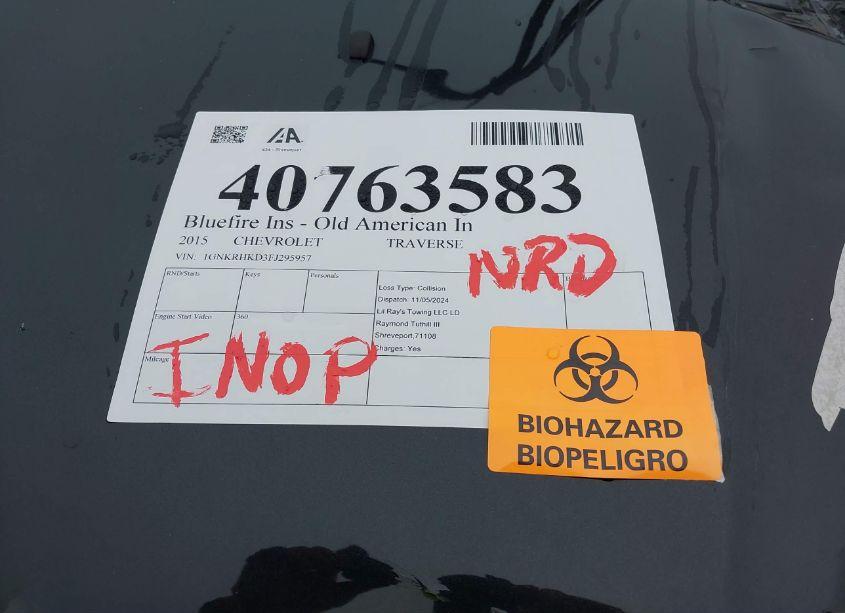 IAA
IAA - Shreveport
40763583
Bluefire Ins - Old American In
2015 CHEVROLET TRAVERSE
VIN: 1GNKRHKD3FJ295957
NRD
RND/Starts Keys Personals
Loss Type: Collision
Dispatch: 11/05/2024
Lil Ray's Towing LLC LD
Raymond Tuthill III
Shreveport,71108
Charges: Yes
Engine Start Video 360
Mileage
INOP
BIOHAZARD
BIOPELIGRO